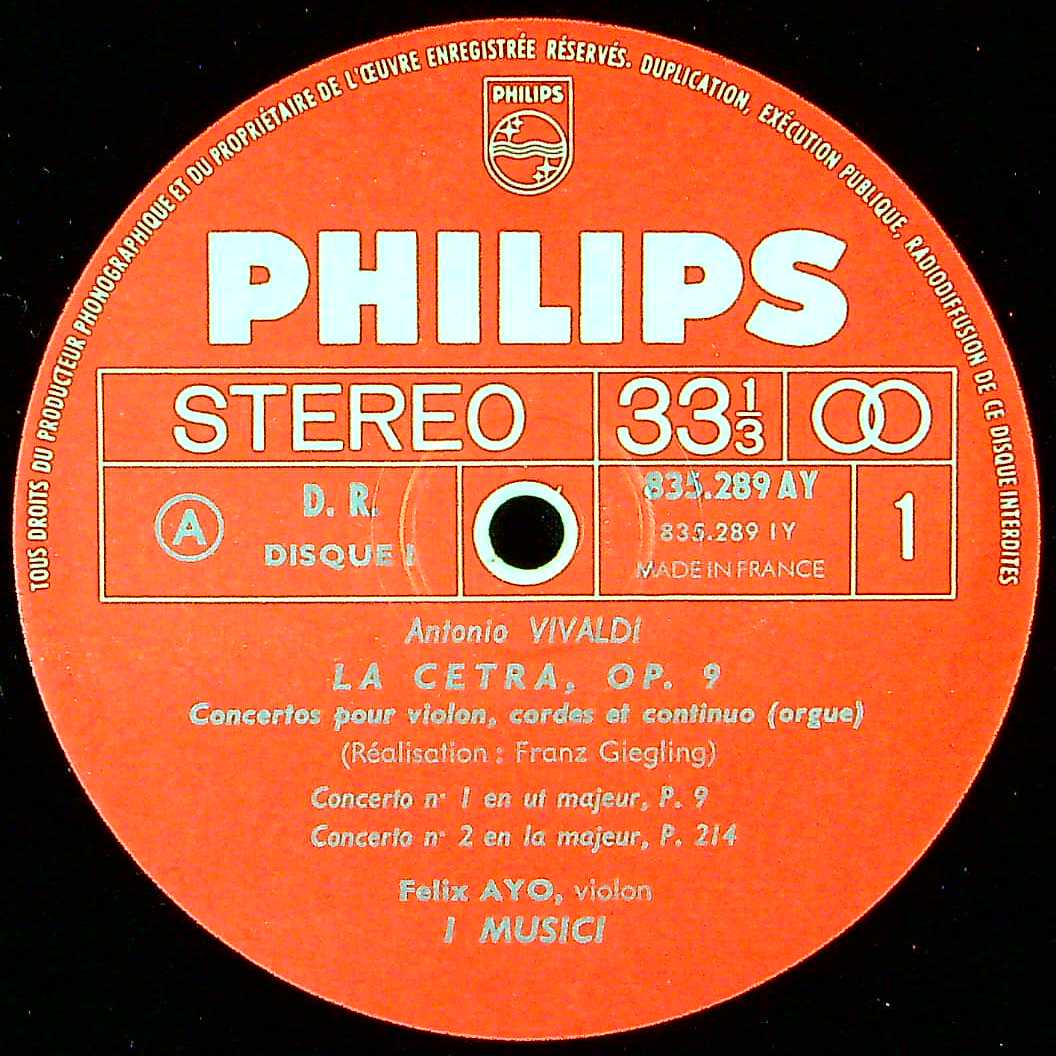 TOUS DROITS DU PRODUCTEUR PHONOGRAPHIQUE ET DU PROPRIÉTAIRE DE L'ŒUVRE ENREGISTRÉE RÉSERVÉS. DUPLICATION, EXÉCUTION PUBLIQUE, RADIODIFFUSION DE CE DISQUE INTERDITES
PHILIPS
PHILIPS
STEREO 33 1/3
A D. R. 835.289 AY 1
DISQUE I 835.289 1Y
MADE IN FRANCE
Antonio VIVALDI
LA CETRA, OP. 9
Concertos pour violon, cordes et continuo (orgue)
(Réalisation : Franz Giegling)
Concerto n° 1 en ut majeur, P. 9
Concerto n° 2 en la majeur, P. 214
Felix AYO, violon
I MUSICI